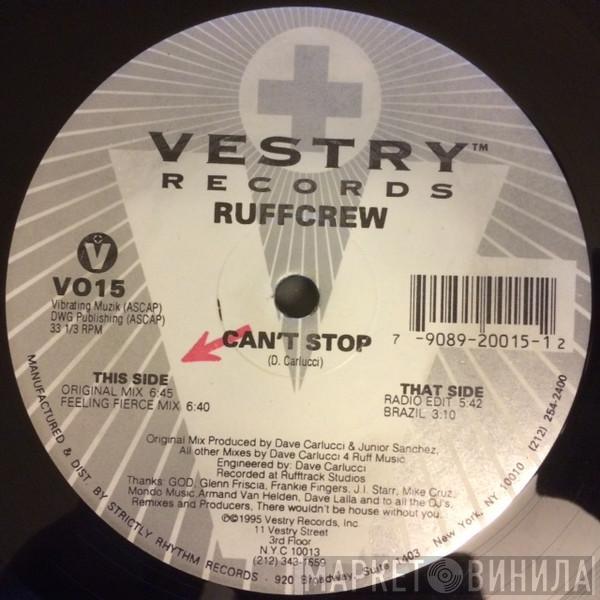 VESTRY™
RECORDS
RUFFCREW
V
VO15
Vibrating Muzik (ASCAP)
DWG Publishing (ASCAP)
33 1/3 RPM
7 -9089-20015-1 2
CAN'T STOP
(D. Carlucci)
THIS SIDE
ORIGINAL MIX 6:45
FEELING FIERCE MIX 6:40
THAT SIDE
RADIO EDIT 5:42
BRAZIL 3:10
Original Mix Produced by Dave Carlucci & Junior Sanchez,
All other Mixes by Dave Carlucci 4 Ruff Music
Engineered by: Dave Carlucci
Recorded at Rufftrack Studios
Thanks: GOD, Glenn Friscia, Frankie Fingers, J.I. Starr, Mike Cruz,
Mondo Music, Armand Van Helden, Dave Lalla and to all the DJ's,
Remixes and Producers, There wouldn't be house without you.
℗©1995 Vestry Records, Inc.
11 Vestry Street
3rd Floor
N.Y.C 10013
(212) 343-1659
MANUFACTURED & DIST. BY STRICTLY RHYTHM RECORDS - 920 Broadway, Suite 1403 New York, NY 10010 (212) 254-2400
МАРКЕТ ВИНИЛА